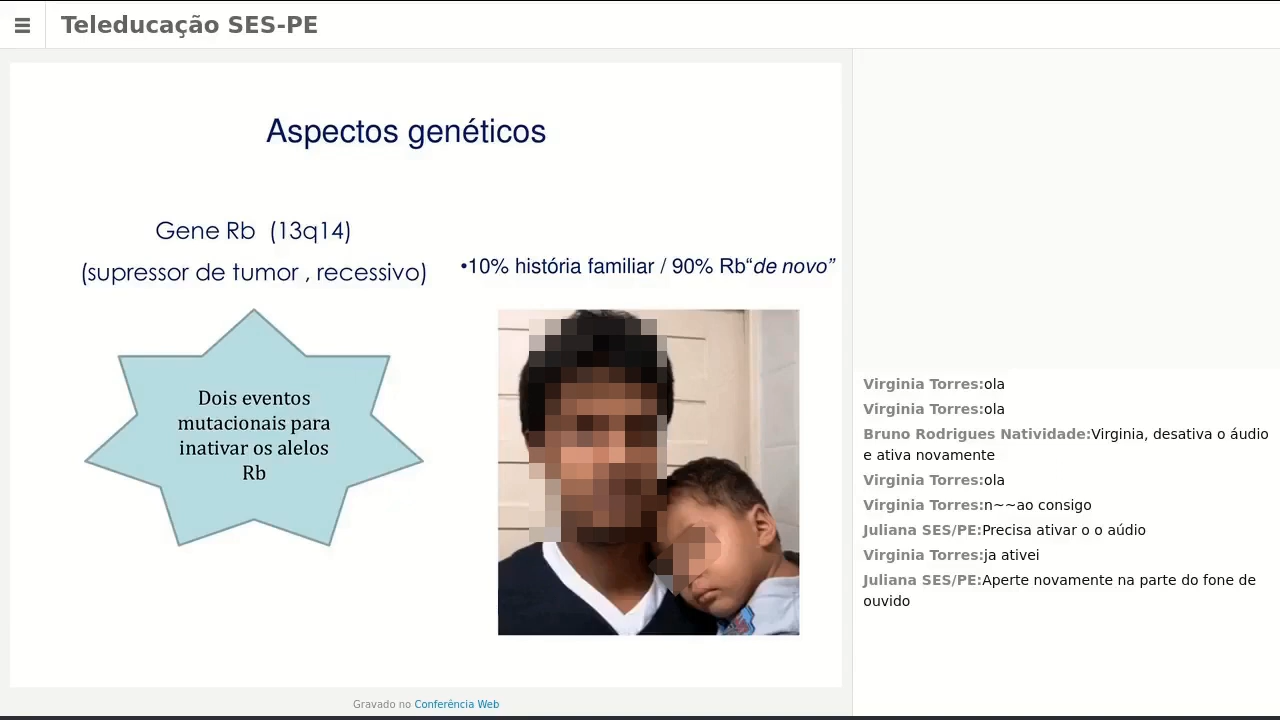 Teleducação SES-PE
Aspectos genéticos
Gene Rb (13q14)
(supressor de tumor , recessivo)
•10% história familiar / 90% Rb“de novo”
Dois eventos
mutacionais para
inativar os alelos
Rb
Virginia Torres:ola
Virginia Torres:ola
Bruno Rodrigues Natividade:Virginia, desativa o áudio
e ativa novamente
Virginia Torres:ola
Virginia Torres:n~~ao consigo
Juliana SES/PE:Precisa ativar o o aúdio
Virginia Torres:ja ativei
Juliana SES/PE:Aperte novamente na parte do fone de
ouvido
Gravado no Conferência Web